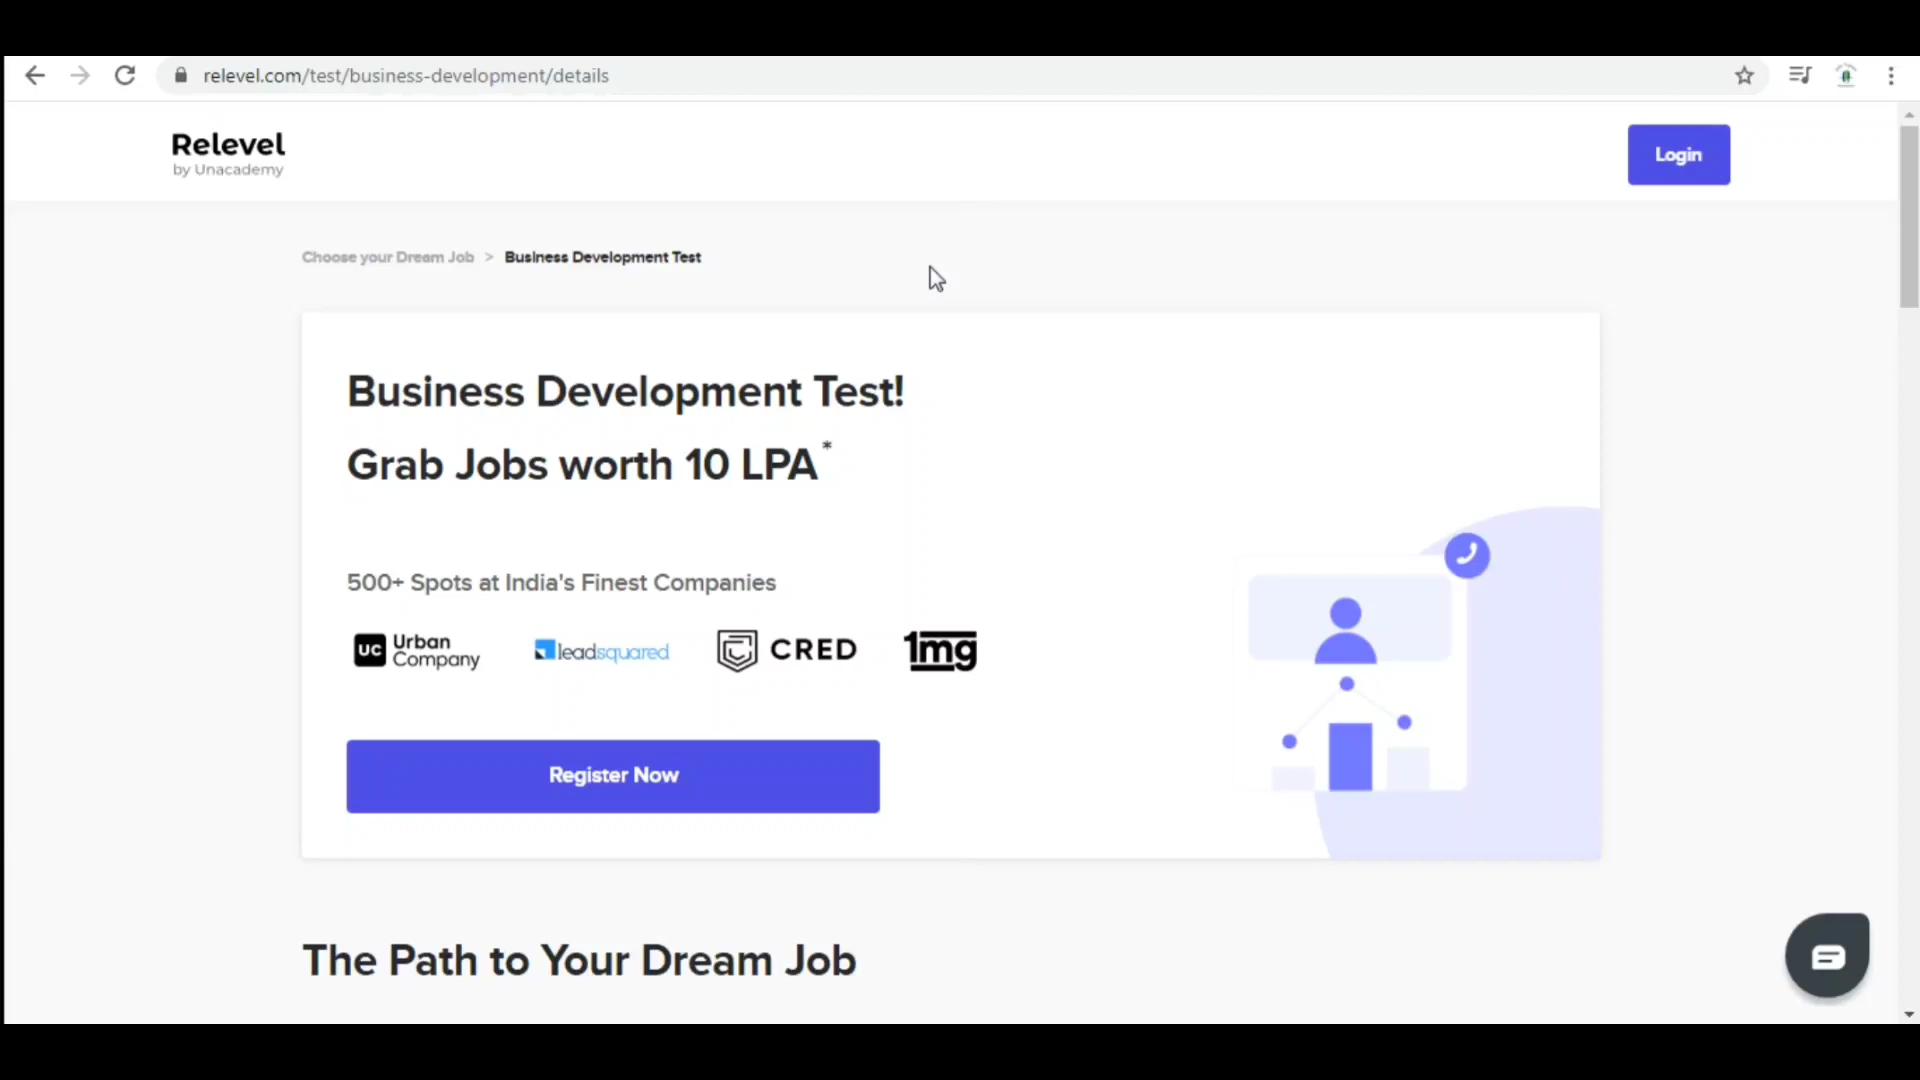 relevel.com/test/business-development/details
Relevel
by Unacademy
Login
Choose your Dream Job > Business Development Test
Business Development Test!
Grab Jobs worth 10 LPA*
500+ Spots at India's Finest Companies
UC Urban Company
leadsquared
CRED
1mg
Register Now
The Path to Your Dream Job